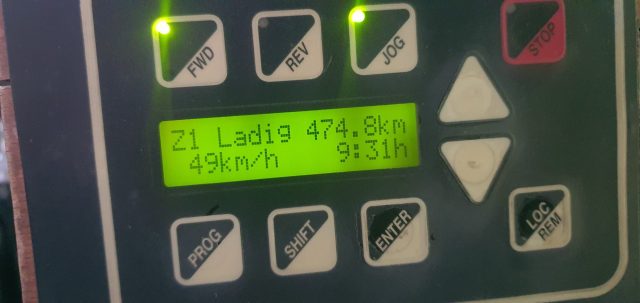 FWD REV JOG STOP
Z1 Ladig 474.8km
49km/h 9:31h
PROG SHIFT ENTER LOC
REM